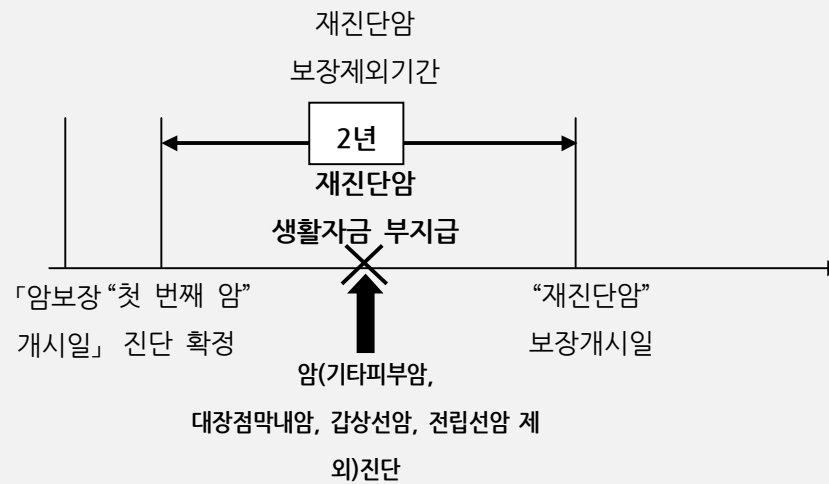 재진단암
보장제외기간
2년
재진단암
생활자금 부지급
「암보장
개시일」
“첫 번째 암”
진단 확정
“재진단암”
보장개시일
암(기타피부암,
대장점막내암, 갑상선암, 전립선암 제
외)진단